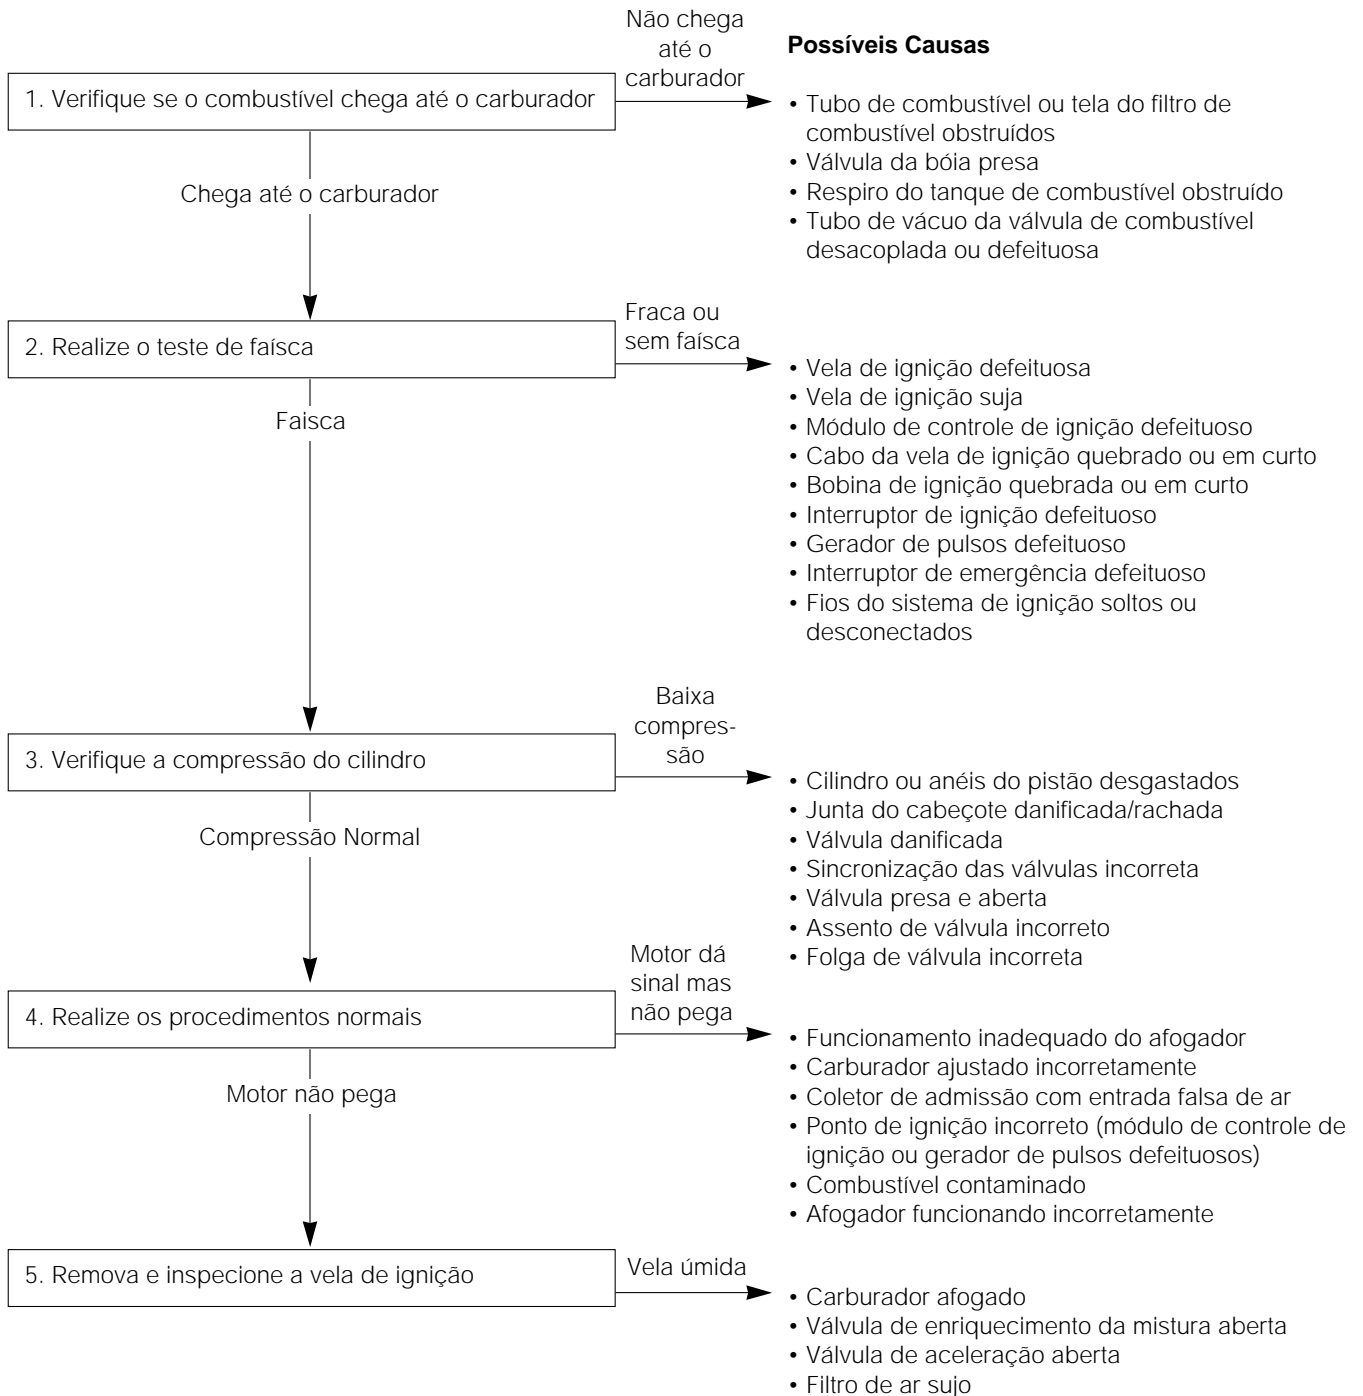 Não chega
até o
carburador
Possíveis Causas
1. Verifique se o combustível chega até o carburador
• Tubo de combustível ou tela do filtro de
combustível obstruídos
• Válvula da bóia presa
• Respiro do tanque de combustível obstruído
• Tubo de vácuo da válvula de combustível
desacoplada ou defeituosa
Chega até o carburador
Fraca ou
sem faísca
2. Realize o teste de faísca
• Vela de ignição defeituosa
• Vela de ignição suja
• Módulo de controle de ignição defeituoso
• Cabo da vela de ignição quebrado ou em curto
• Bobina de ignição quebrada ou em curto
• Interruptor de ignição defeituoso
• Gerador de pulsos defeituoso
• Interruptor de emergência defeituoso
• Fios do sistema de ignição soltos ou
desconectados
Faisca
Baixa
compres-
são
3. Verifique a compressão do cilindro
• Cilindro ou anéis do pistão desgastados
• Junta do cabeçote danificada/rachada
• Válvula danificada
• Sincronização das válvulas incorreta
• Válvula presa e aberta
• Assento de válvula incorreto
• Folga de válvula incorreta
Compressão Normal
Motor dá
sinal mas
não pega
4. Realize os procedimentos normais
• Funcionamento inadequado do afogador
• Carburador ajustado incorretamente
• Coletor de admissão com entrada falsa de ar
• Ponto de ignição incorreto (módulo de controle de
ignição ou gerador de pulsos defeituosos)
• Combustível contaminado
• Afogador funcionando incorretamente
Motor não pega
Vela úmida
5. Remova e inspecione a vela de ignição
• Carburador afogado
• Válvula de enriquecimento da mistura aberta
• Válvula de aceleração aberta
• Filtro de ar sujo